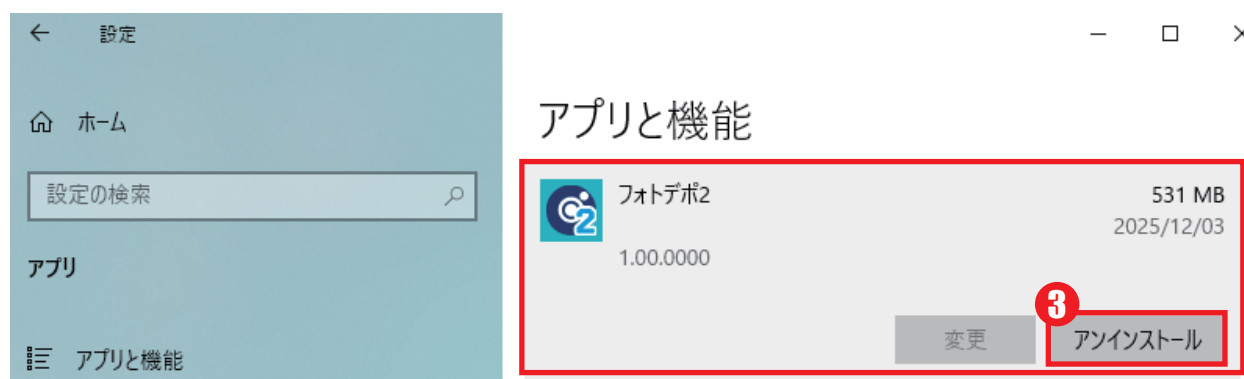 設定
ホーム
設定の検索
アプリ
アプリと機能
アプリと機能
フォトデポ2
531 MB
2025/12/03
1.00.0000
3
変更
アンインストール